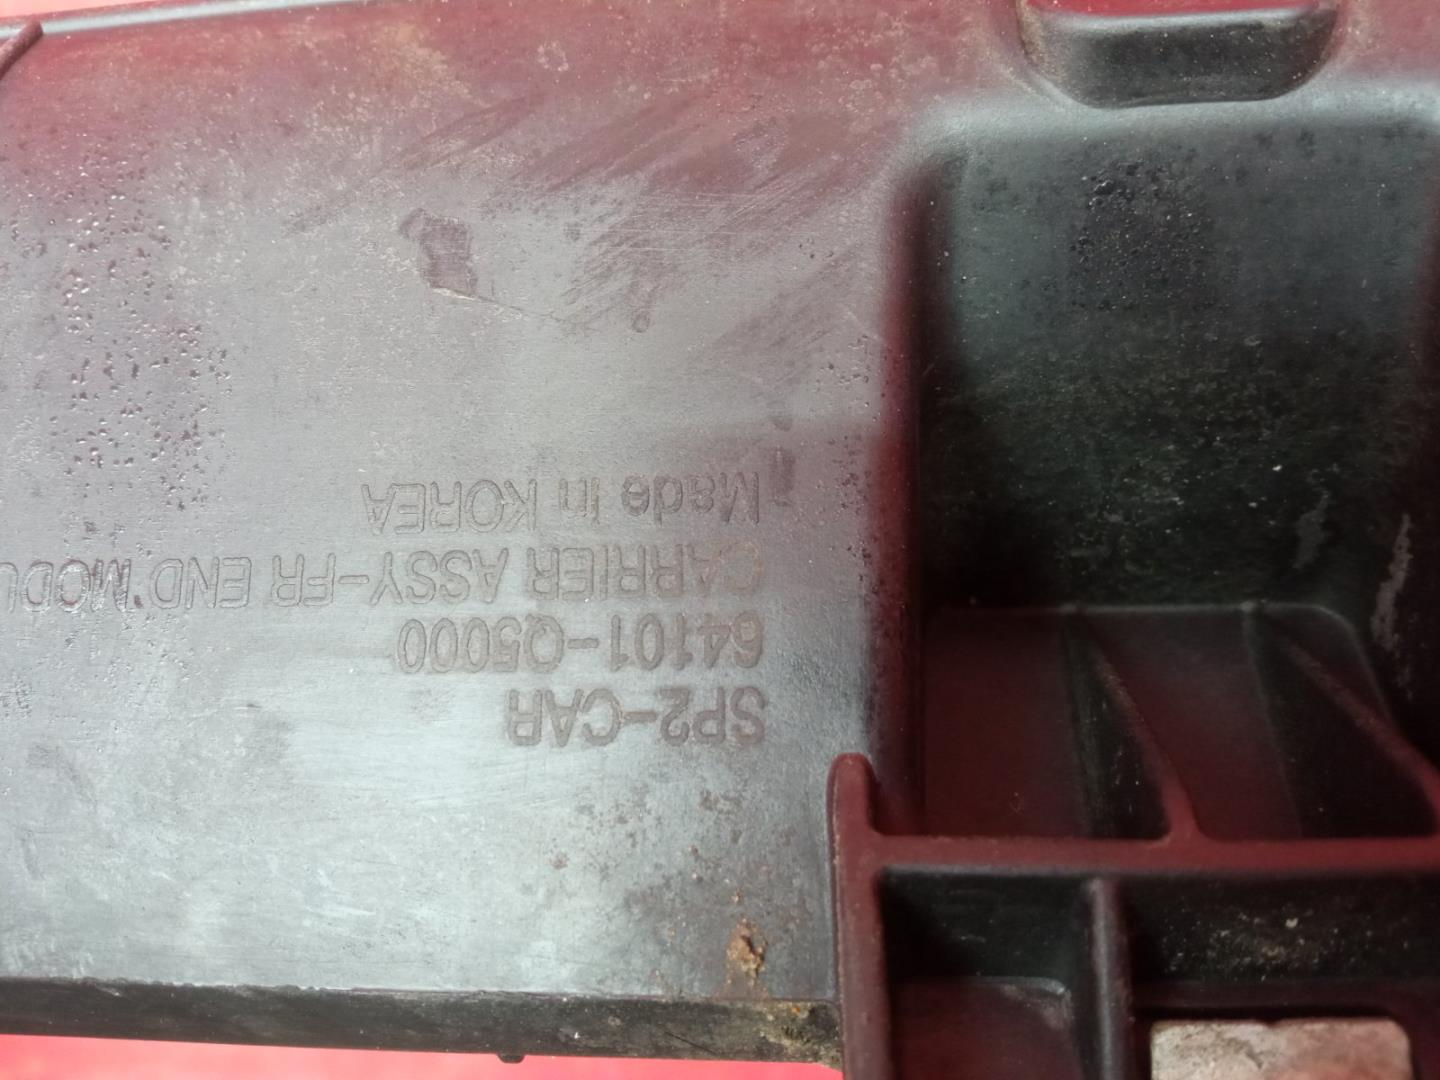 SP2-CAR
64101-Q5000
CARRIER ASSY-FR END MODU
Made in KOREA